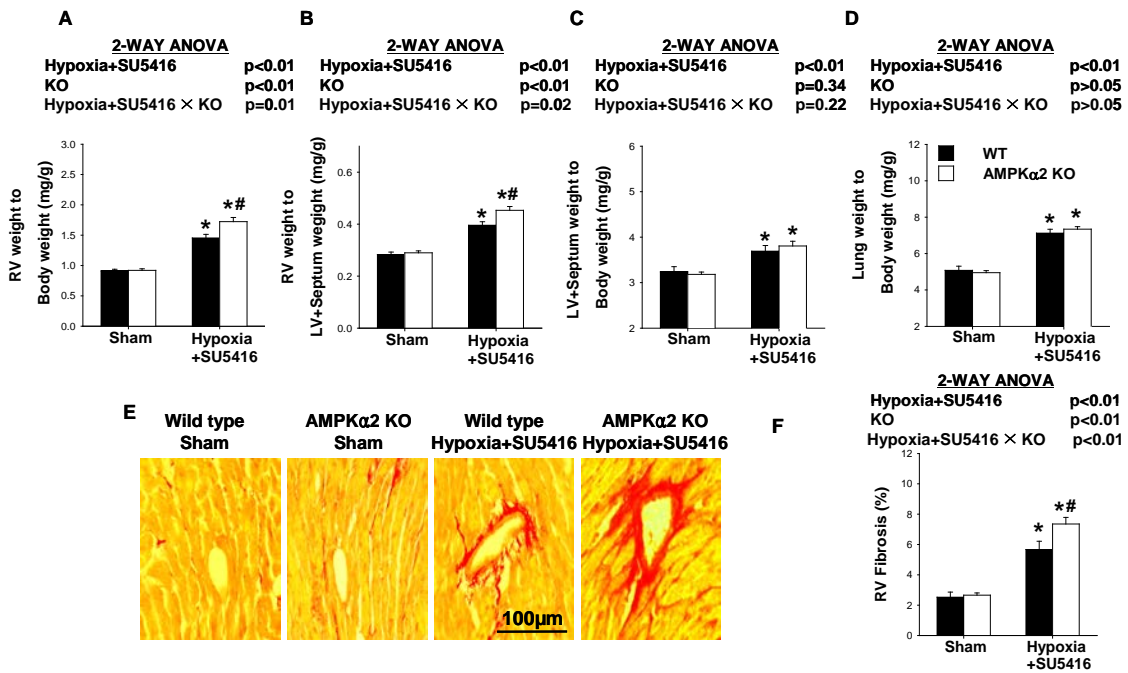 A
2-WAY ANOVA
Hypoxia+SU5416 p<0.01
KO p<0.01
Hypoxia+SU5416 × KO p=0.01
RV weight to
Body weight (mg/g)
3.0
2.5
2.0
1.5
1.0
0.5
0.0
*
*#
Sham
Hypoxia
+SU5416
B
2-WAY ANOVA
Hypoxia+SU5416 p<0.01
KO p<0.01
Hypoxia+SU5416 × KO p=0.02
RV weight to
LV+Septum wegight (mg/g)
0.6
0.4
0.2
0.0
*
*#
Sham
Hypoxia
+SU5416
C
2-WAY ANOVA
Hypoxia+SU5416 p<0.01
KO p=0.34
Hypoxia+SU5416 × KO p=0.22
LV+Septum weight to
Body weight (mg/g)
6
5
4
3
2
*
*
Sham
Hypoxia
+SU5416
D
2-WAY ANOVA
Hypoxia+SU5416 p<0.01
KO p>0.05
Hypoxia+SU5416 × KO p>0.05
Lung weight to
Body weight (mg/g)
12
10
8
6
4
2
WT
AMPKα2 KO
*
*
Sham
Hypoxia
+SU5416
E
Wild type
Sham
AMPKα2 KO
Sham
Wild type
Hypoxia+SU5416
AMPKα2 KO
Hypoxia+SU5416
100µm
F
2-WAY ANOVA
Hypoxia+SU5416 p<0.01
KO p<0.01
Hypoxia+SU5416 × KO p<0.01
RV Fibrosis (%)
12
10
8
6
4
2
0
*
*#
Sham
Hypoxia
+SU5416